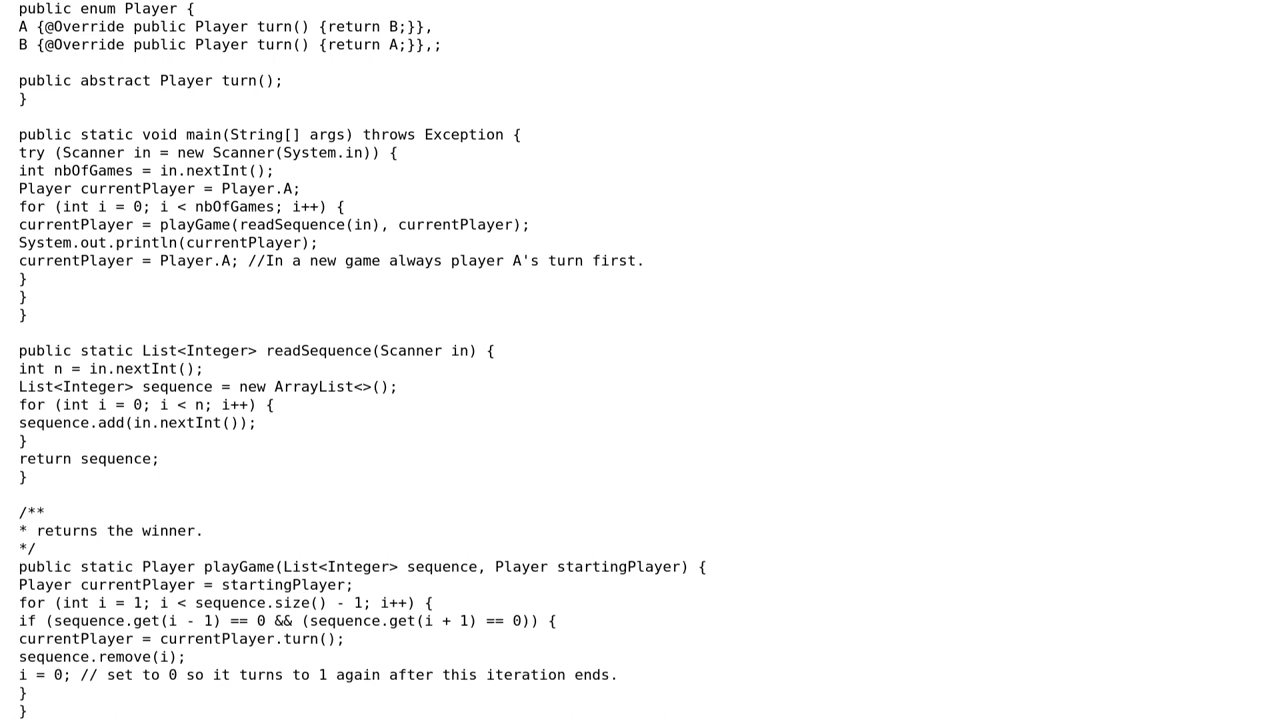 public enum Player {
A {@Override public Player turn() {return B;}},
B {@Override public Player turn() {return A;}},;

public abstract Player turn();
}

public static void main(String[] args) throws Exception {
try (Scanner in = new Scanner(System.in)) {
int nbOfGames = in.nextInt();
Player currentPlayer = Player.A;
for (int i = 0; i < nbOfGames; i++) {
currentPlayer = playGame(readSequence(in), currentPlayer);
System.out.println(currentPlayer);
currentPlayer = Player.A; //In a new game always player A's turn first.
}
}
}

public static List<Integer> readSequence(Scanner in) {
int n = in.nextInt();
List<Integer> sequence = new ArrayList<>();
for (int i = 0; i < n; i++) {
sequence.add(in.nextInt());
}
return sequence;
}

/**
* returns the winner.
*/
public static Player playGame(List<Integer> sequence, Player startingPlayer) {
Player currentPlayer = startingPlayer;
for (int i = 1; i < sequence.size() - 1; i++) {
if (sequence.get(i - 1) == 0 && (sequence.get(i + 1) == 0)) {
currentPlayer = currentPlayer.turn();
sequence.remove(i);
i = 0; // set to 0 so it turns to 1 again after this iteration ends.
}
}